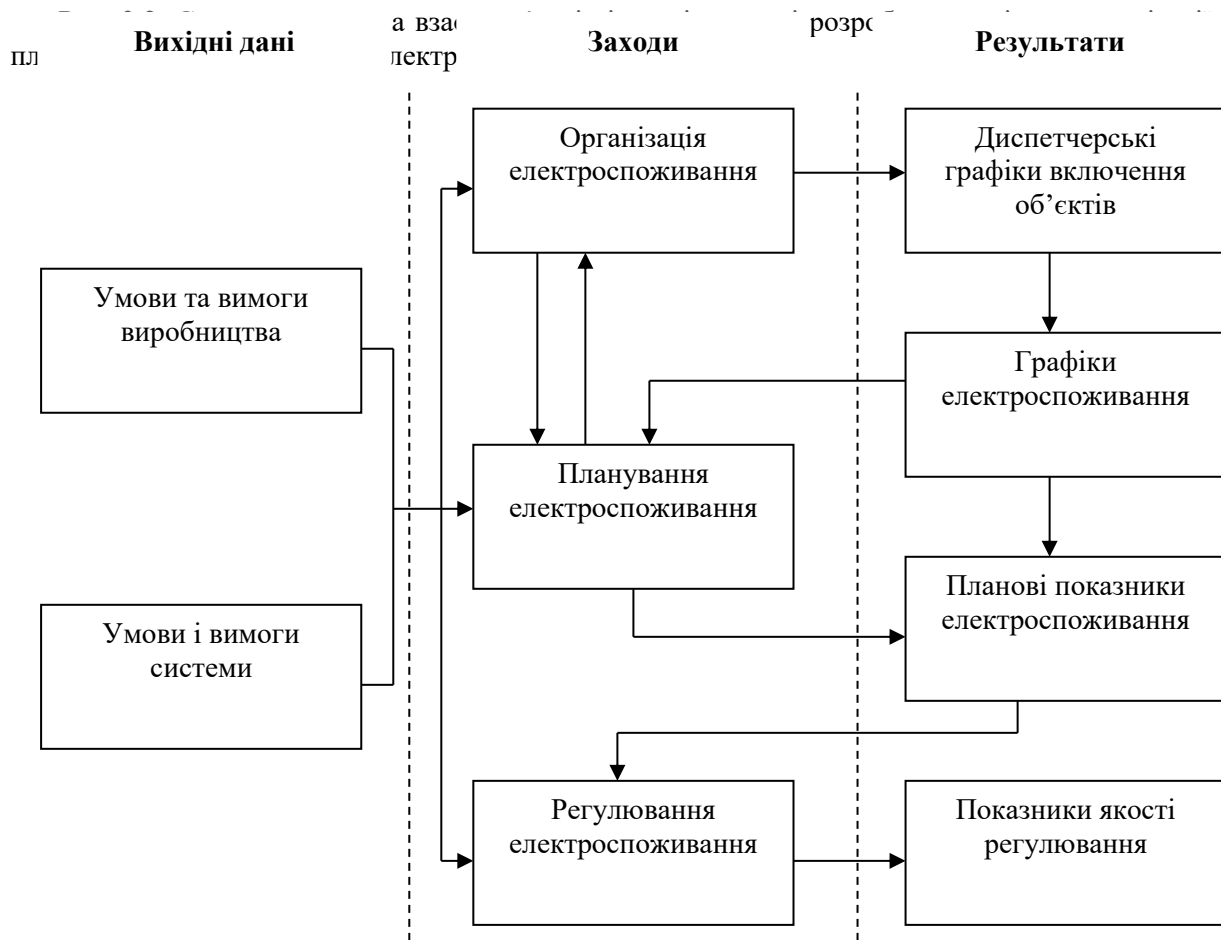 а
Вихідні дані
Заходи
Результати
Організація
електроспоживання
Диспетчерські
графіки включення
об’єктів
Умови та вимоги
виробництва
Графіки
електроспоживання
Планування
електроспоживання
Планові показники
електроспоживання
Умови і вимоги
системи
Регулювання
електроспоживання
Показники якості
регулювання